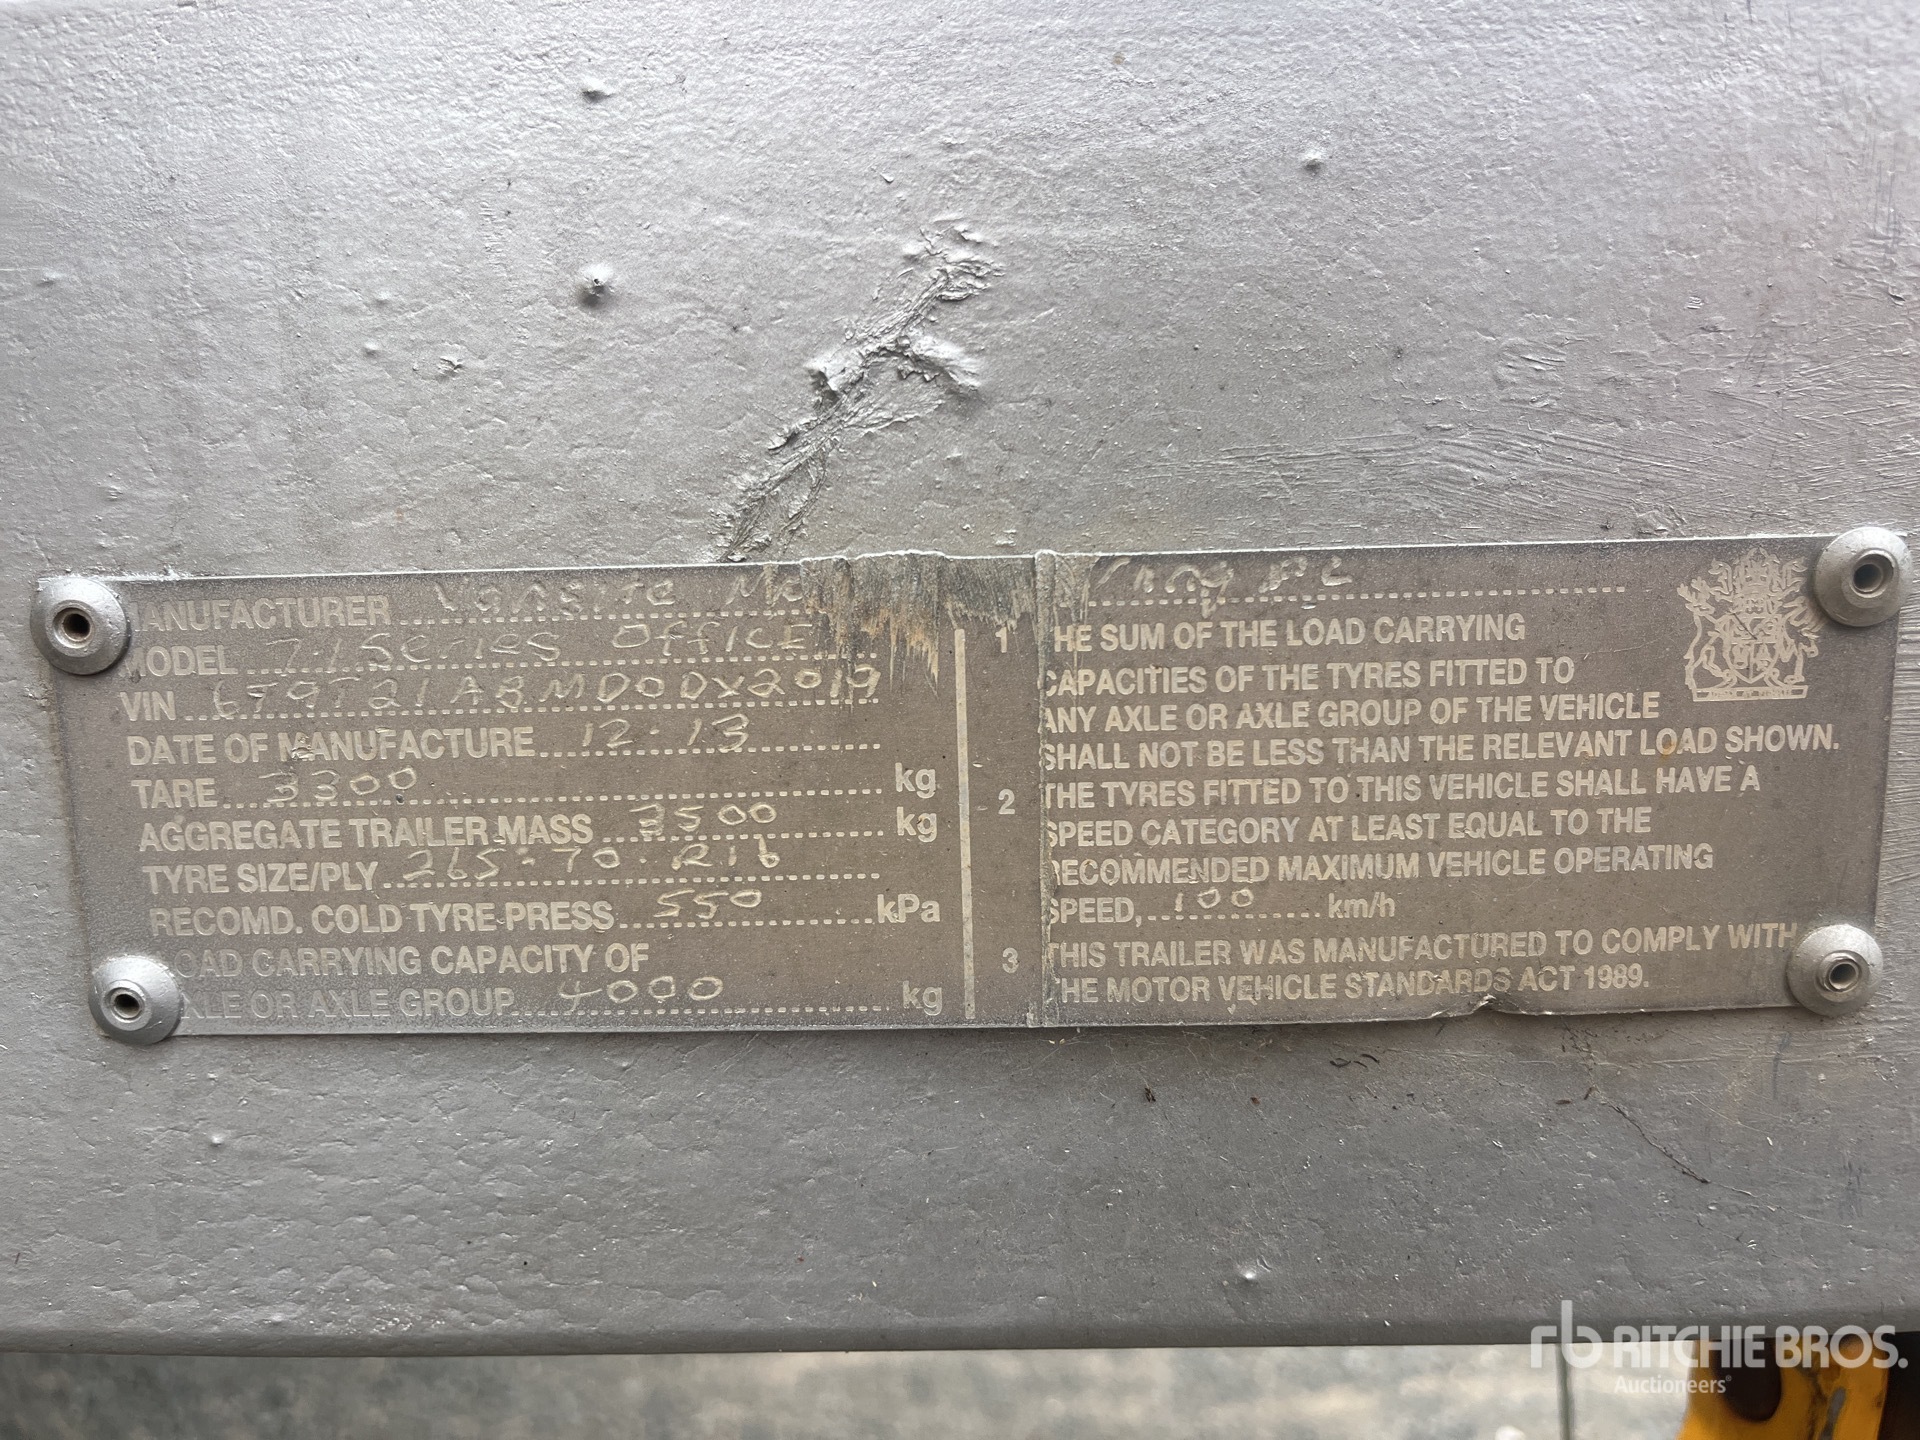 MANUFACTURER Vansite
MODEL 7.1 SERIES OFFICE
VIN 6T9T21ABMD0DX2019
DATE OF MANUFACTURE 12.13
TARE 3300 kg
AGGREGATE TRAILER MASS 3500 kg
TYRE SIZE/PLY 265.70.R16
RECOMD. COLD TYRE PRESS 550 kPa
LOAD CARRYING CAPACITY OF
AXLE OR AXLE GROUP 4000 kg
1 THE SUM OF THE LOAD CARRYING
CAPACITIES OF THE TYRES FITTED TO
ANY AXLE OR AXLE GROUP OF THE VEHICLE
SHALL NOT BE LESS THAN THE RELEVANT LOAD SHOWN.
2 THE TYRES FITTED TO THIS VEHICLE SHALL HAVE A
SPEED CATEGORY AT LEAST EQUAL TO THE
RECOMMENDED MAXIMUM VEHICLE OPERATING
SPEED, 100 km/h
3 THIS TRAILER WAS MANUFACTURED TO COMPLY WITH
THE MOTOR VEHICLE STANDARDS ACT 1989.
rb RITCHIE BROS.
Auctioneers